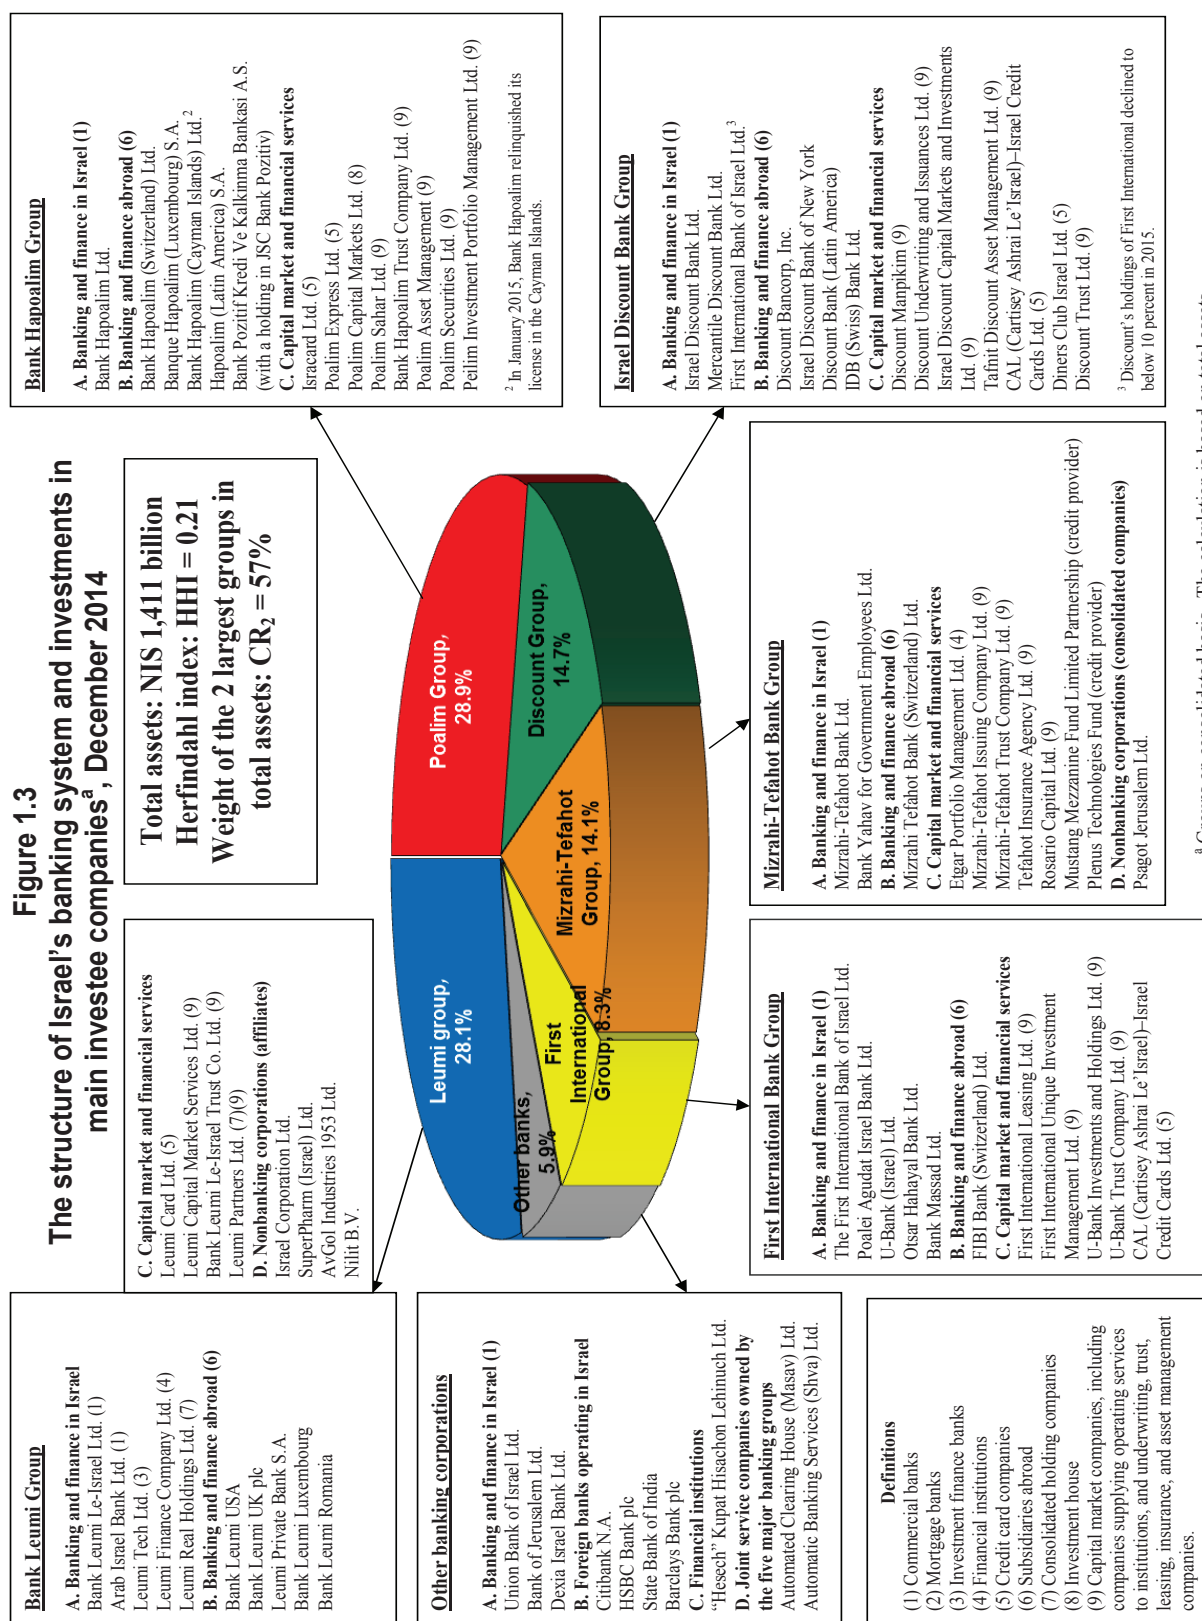 Figure 1.3
The structure of Israel's banking system and investments in
main investee companiesª, December 2014
Bank Leumi Group
A. Banking and finance in Israel
Bank Leumi Le-Israel Ltd. (1)
Arab Israel Bank Ltd. (1)
Leumi Tech Ltd. (3)
Leumi Finance Company Ltd. (4)
Leumi Real Holdings Ltd. (7)
B. Banking and finance abroad (6)
Bank Leumi USA
Bank Leumi UK plc
Leumi Private Bank S.A.
Bank Leumi Luxembourg
Bank Leumi Romania
C. Capital market and financial services
Leumi Card Ltd. (5)
Leumi Capital Market Services Ltd. (9)
Bank Leumi Le-Israel Trust Co. Ltd. (9)
Leumi Partners Ltd. (7)(9)
D. Nonbanking corporations (affiliates)
Israel Corporation Ltd.
SuperPharm (Israel) Ltd.
AvGol Industries 1953 Ltd.
Nilit B.V.
Total assets: NIS 1,411 billion
Herfindahl index: HHI = 0.21
Weight of the 2 largest groups in
total assets: CR₂ = 57%
Bank Hapoalim Group
A. Banking and finance in Israel (1)
Bank Hapoalim Ltd.
B. Banking and finance abroad (6)
Bank Hapoalim (Switzerland) Ltd.
Banque Hapoalim (Luxembourg) S.A.
Bank Hapoalim (Cayman Islands) Ltd.²
Hapoalim (Latin America) S.A.
Bank Pozitif Kredi Ve Kalkinma Bankasi A.S.
(with a holding in JSC Bank Pozitiv)
C. Capital market and financial services
Isracard Ltd. (5)
Poalim Express Ltd. (5)
Poalim Capital Markets Ltd. (8)
Poalim Sahar Ltd. (9)
Bank Hapoalim Trust Company Ltd. (9)
Poalim Asset Management (9)
Poalim Securities Ltd. (9)
Peilim Investment Portfolio Management Ltd. (9)
² In January 2015, Bank Hapoalim relinquished its
license in the Cayman Islands.
Leumi group,
28.1%
Poalim Group,
28.9%
Discount Group,
14.7%
Mizrahi-Tefahot
Group, 14.1%
First
International
Group, 8.3%
Other banks,
5.9%
Other banking corporations
A. Banking and finance in Israel (1)
Union Bank of Israel Ltd.
Bank of Jerusalem Ltd.
Dexia Israel Bank Ltd.
B. Foreign banks operating in Israel
Citibank N.A.
HSBC Bank plc
State Bank of India
Barclays Bank plc
C. Financial institutions
"Hesech" Kupat Hisachon Lehinuch Ltd.
D. Joint service companies owned by
the five major banking groups
Automated Clearing House (Masav) Ltd.
Automatic Banking Services (Shva) Ltd.
Israel Discount Bank Group
A. Banking and finance in Israel (1)
Israel Discount Bank Ltd.
Mercantile Discount Bank Ltd.
First International Bank of Israel Ltd.³
B. Banking and finance abroad (6)
Discount Bancorp, Inc.
Israel Discount Bank of New York
Discount Bank (Latin America)
IDB (Swiss) Bank Ltd.
C. Capital market and financial services
Discount Manpikim (9)
Discount Underwriting and Issuances Ltd. (9)
Israel Discount Capital Markets and Investments
Ltd. (9)
Tafnit Discount Asset Management Ltd. (9)
CAL (Cartisey Ashrai Le'Israel)–Israel Credit
Cards Ltd. (5)
Diners Club Israel Ltd. (5)
Discount Trust Ltd. (9)
³ Discount's holdings of First International declined to
below 10 percent in 2015.
Definitions
(1) Commercial banks
(2) Mortgage banks
(3) Investment finance banks
(4) Financial institutions
(5) Credit card companies
(6) Subsidiaries abroad
(7) Consolidated holding companies
(8) Investment house
(9) Capital market companies, including
companies supplying operating services
to institutions, and underwriting, trust,
leasing, insurance, and asset management
companies.
First International Bank Group
A. Banking and finance in Israel (1)
The First International Bank of Israel Ltd.
Poalei Agudat Israel Bank Ltd.
U-Bank (Israel) Ltd.
Otsar Hahayal Bank Ltd.
Bank Massad Ltd.
B. Banking and finance abroad (6)
FIBI Bank (Switzerland) Ltd.
C. Capital market and financial services
First International Leasing Ltd. (9)
First International Unique Investment
Management Ltd. (9)
U-Bank Investments and Holdings Ltd. (9)
U-Bank Trust Company Ltd. (9)
CAL (Cartisey Ashrai Le'Israel)–Israel
Credit Cards Ltd. (5)
Mizrahi-Tefahot Bank Group
A. Banking and finance in Israel (1)
Mizrahi-Tefahot Bank Ltd.
Bank Yahav for Government Employees Ltd.
B. Banking and finance abroad (6)
Mizrahi Tefahot Bank (Switzerland) Ltd.
C. Capital market and financial services
Etgar Portfolio Management Ltd. (4)
Mizrahi-Tefahot Issuing Company Ltd. (9)
Mizrahi-Tefahot Trust Company Ltd. (9)
Tefahot Insurance Agency Ltd. (9)
Rosario Capital Ltd. (9)
Mustang Mezzanine Fund Limited Partnership (credit provider)
Plenus Technologies Fund (credit provider)
D. Nonbanking corporations (consolidated companies)
Psagot Jerusalem Ltd.